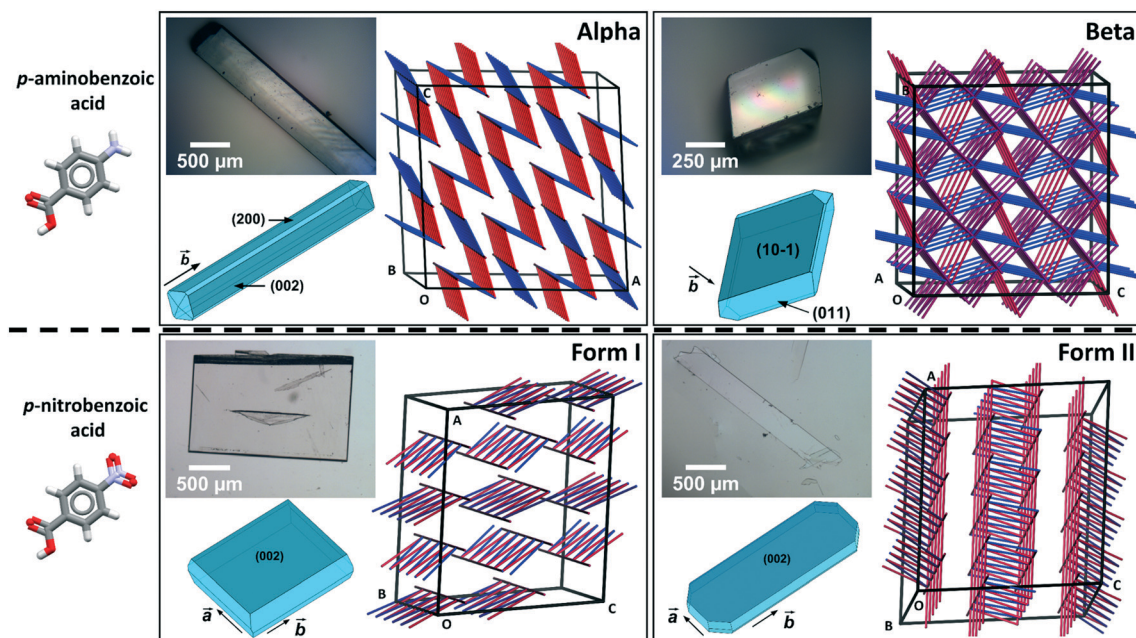 Alpha
Beta
p-aminobenzoic
acid
500 μm
(200)
b
(002)
C
B
O
A
250 μm
(10-1)
b
(011)
B
A
O
C
p-nitrobenzoic
acid
Form I
500 μm
(002)
a
b
A
B
O
C
Form II
500 μm
(002)
a
b
A
O
B
C